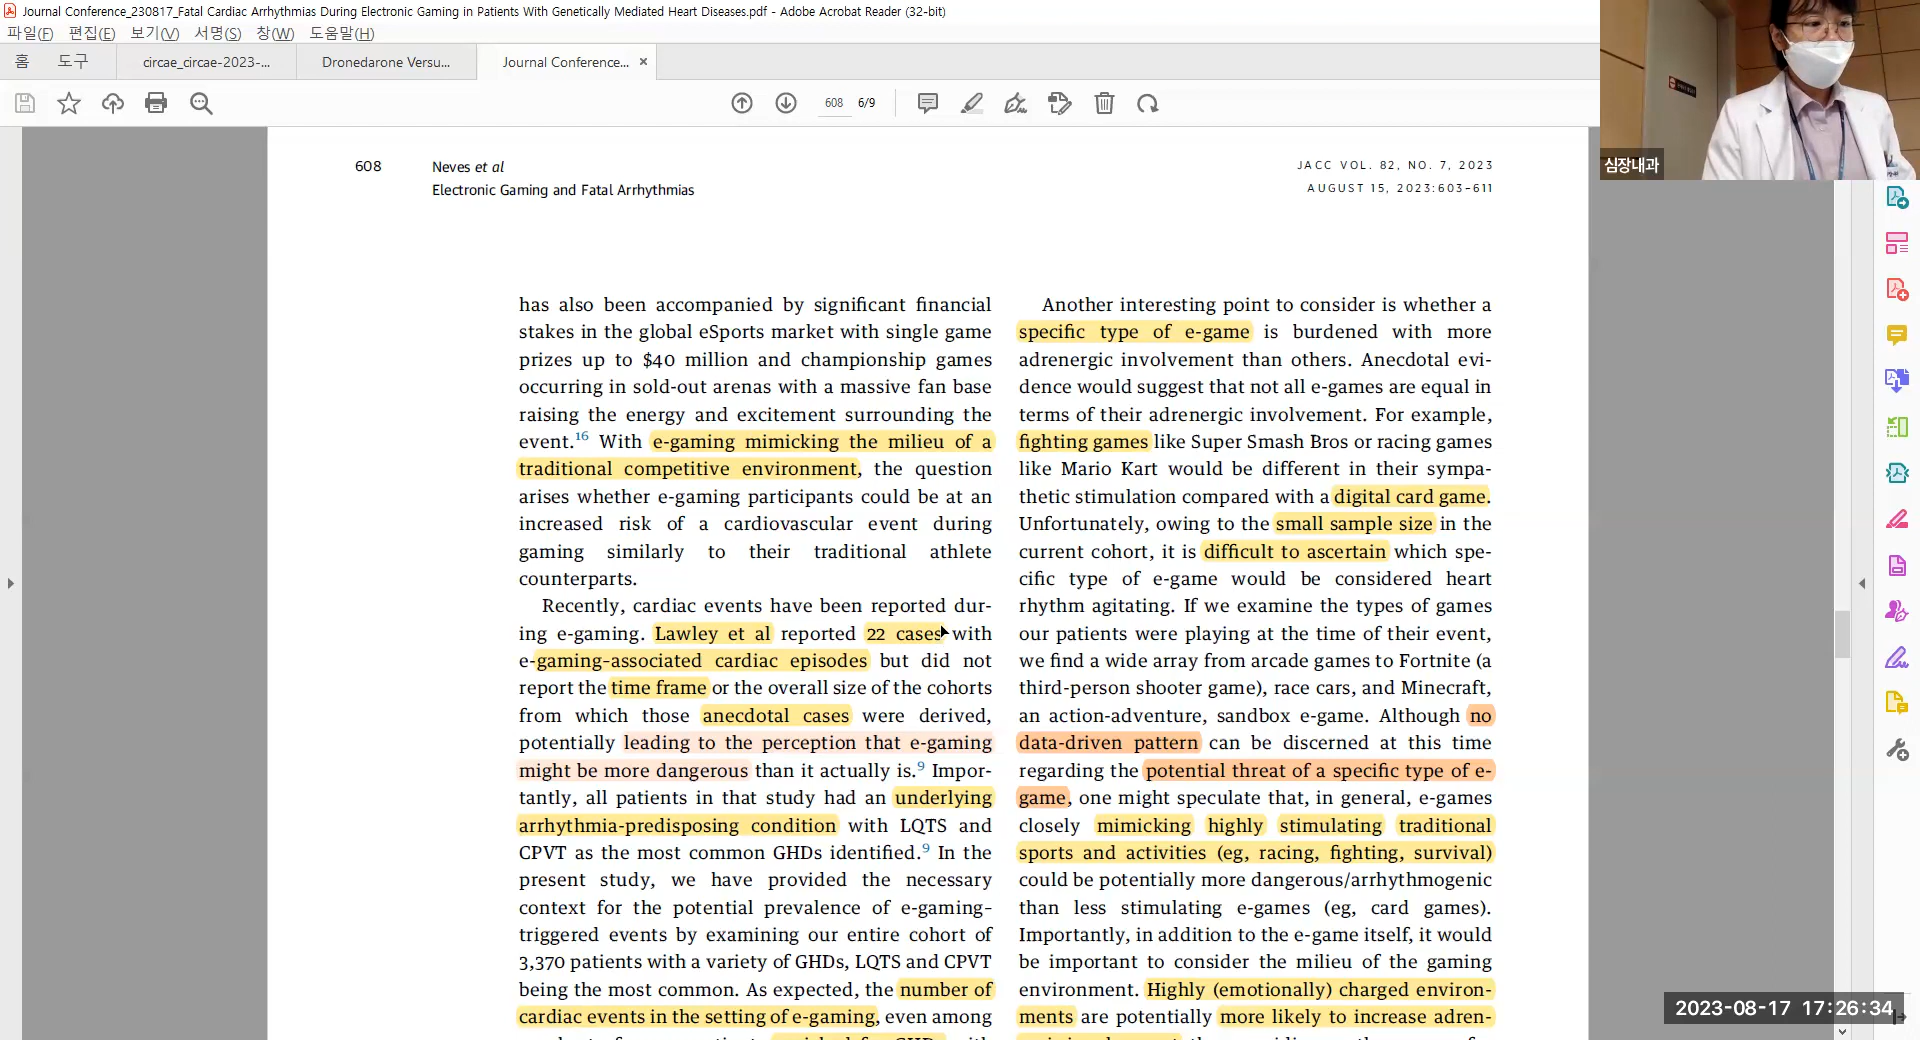 Journal Conference_230817_Fatal Cardiac Arrhythmias During Electronic Gaming in Patients With Genetically Mediated Heart Diseases.pdf - Adobe Acrobat Reader (32-bit)
파일(F) 편집(E) 보기(V) 서명(S) 창(W) 도움말(H)
홈 도구 circae_circae-2023-... Dronedarone Versu... Journal Conference... ×
608 6/9
심장내과
608 Neves et al
Electronic Gaming and Fatal Arrhythmias
JACC VOL. 82, NO. 7, 2023
AUGUST 15, 2023:603–611
has also been accompanied by significant financial
stakes in the global eSports market with single game
prizes up to $40 million and championship games
occurring in sold-out arenas with a massive fan base
raising the energy and excitement surrounding the
event.16 With e-gaming mimicking the milieu of a
traditional competitive environment, the question
arises whether e-gaming participants could be at an
increased risk of a cardiovascular event during
gaming similarly to their traditional athlete
counterparts.
Recently, cardiac events have been reported dur-
ing e-gaming. Lawley et al reported 22 cases with
e-gaming-associated cardiac episodes but did not
report the time frame or the overall size of the cohorts
from which those anecdotal cases were derived,
potentially leading to the perception that e-gaming
might be more dangerous than it actually is.9 Impor-
tantly, all patients in that study had an underlying
arrhythmia-predisposing condition with LQTS and
CPVT as the most common GHDs identified.9 In the
present study, we have provided the necessary
context for the potential prevalence of e-gaming–
triggered events by examining our entire cohort of
3,370 patients with a variety of GHDs, LQTS and CPVT
being the most common. As expected, the number of
cardiac events in the setting of e-gaming, even among
Another interesting point to consider is whether a
specific type of e-game is burdened with more
adrenergic involvement than others. Anecdotal evi-
dence would suggest that not all e-games are equal in
terms of their adrenergic involvement. For example,
fighting games like Super Smash Bros or racing games
like Mario Kart would be different in their sympa-
thetic stimulation compared with a digital card game.
Unfortunately, owing to the small sample size in the
current cohort, it is difficult to ascertain which spe-
cific type of e-game would be considered heart
rhythm agitating. If we examine the types of games
our patients were playing at the time of their event,
we find a wide array from arcade games to Fortnite (a
third-person shooter game), race cars, and Minecraft,
an action-adventure, sandbox e-game. Although no
data-driven pattern can be discerned at this time
regarding the potential threat of a specific type of e-
game, one might speculate that, in general, e-games
closely mimicking highly stimulating traditional
sports and activities (eg, racing, fighting, survival)
could be potentially more dangerous/arrhythmogenic
than less stimulating e-games (eg, card games).
Importantly, in addition to the e-game itself, it would
be important to consider the milieu of the gaming
environment. Highly (emotionally) charged environ-
ments are potentially more likely to increase adren-
2023-08-17 17:26:34